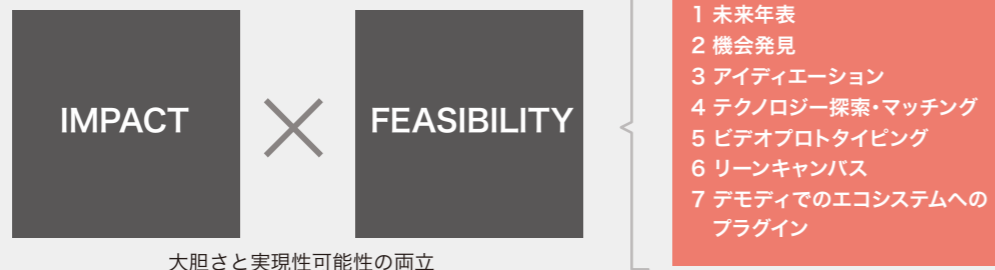 IMPACT
×
FEASIBILITY
大胆さと実現性可能性の両立
1 未来年表
2 機会発見
3 アイディエーション
4 テクノロジー探索・マッチング
5 ビデオプロトタイピング
6 リーンキャンバス
7 デモディでのエコシステムへの
プラグイン